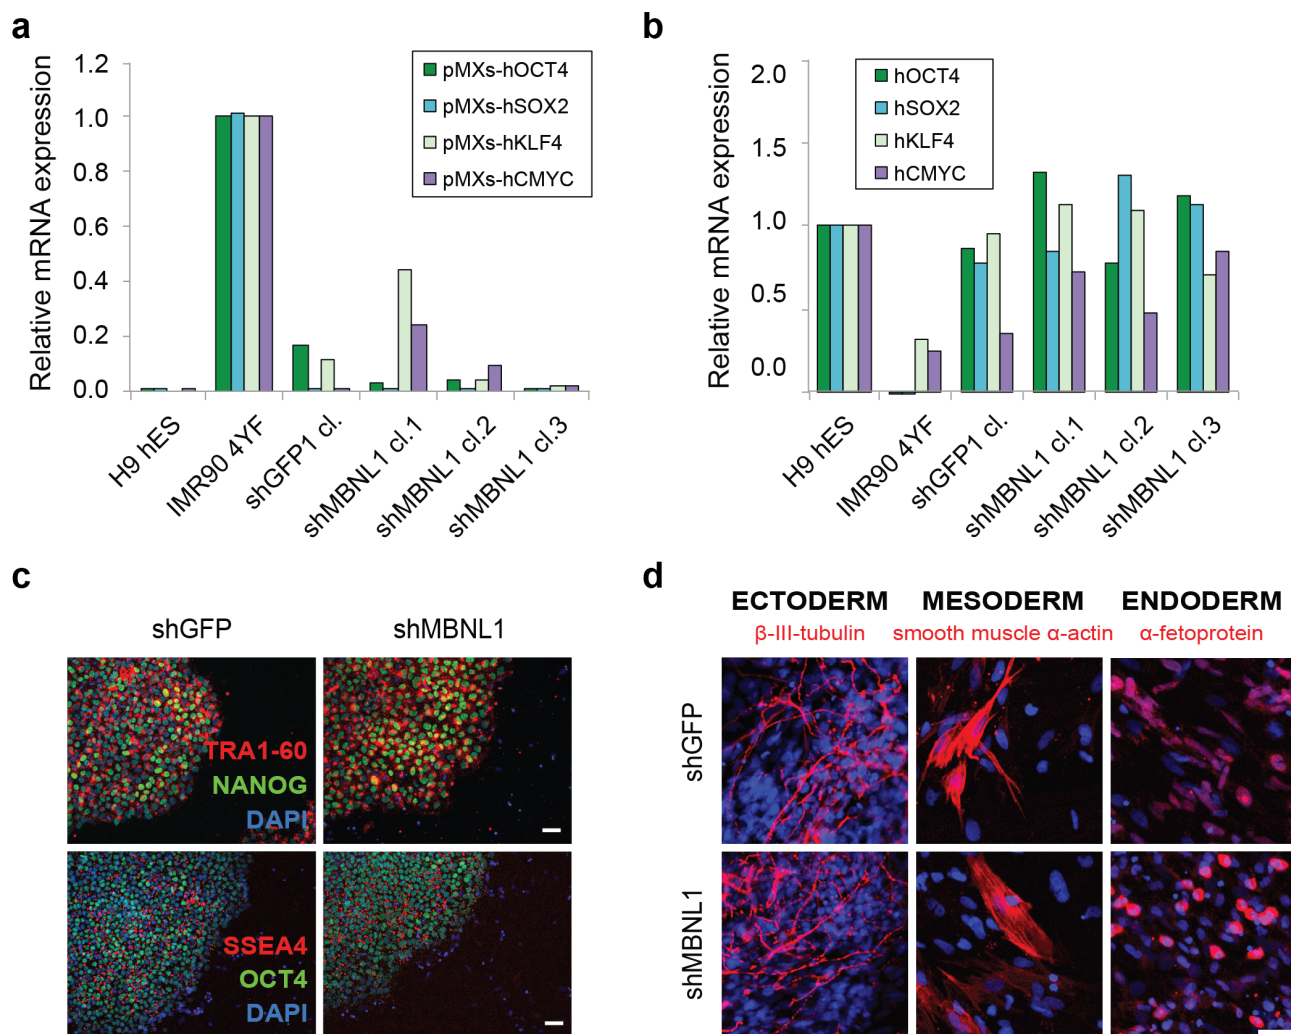 a
Relative mRNA expression
1.2
1.0
0.8
0.6
0.4
0.2
0.0
pMXs-hOCT4
pMXs-hSOX2
pMXs-hKLF4
pMXs-hCMYC
H9 hES
IMR90 4YF
shGFP1 cl.
shMBNL1 cl.1
shMBNL1 cl.2
shMBNL1 cl.3
b
Relative mRNA expression
2.0
1.5
1.0
0.5
0.0
hOCT4
hSOX2
hKLF4
hCMYC
H9 hES
IMR90 4YF
shGFP1 cl.
shMBNL1 cl.1
shMBNL1 cl.2
shMBNL1 cl.3
c
shGFP
shMBNL1
TRA1-60
NANOG
DAPI
SSEA4
OCT4
DAPI
d
ECTODERM
MESODERM
ENDODERM
β-III-tubulin
smooth muscle α-actin
α-fetoprotein
shGFP
shMBNL1